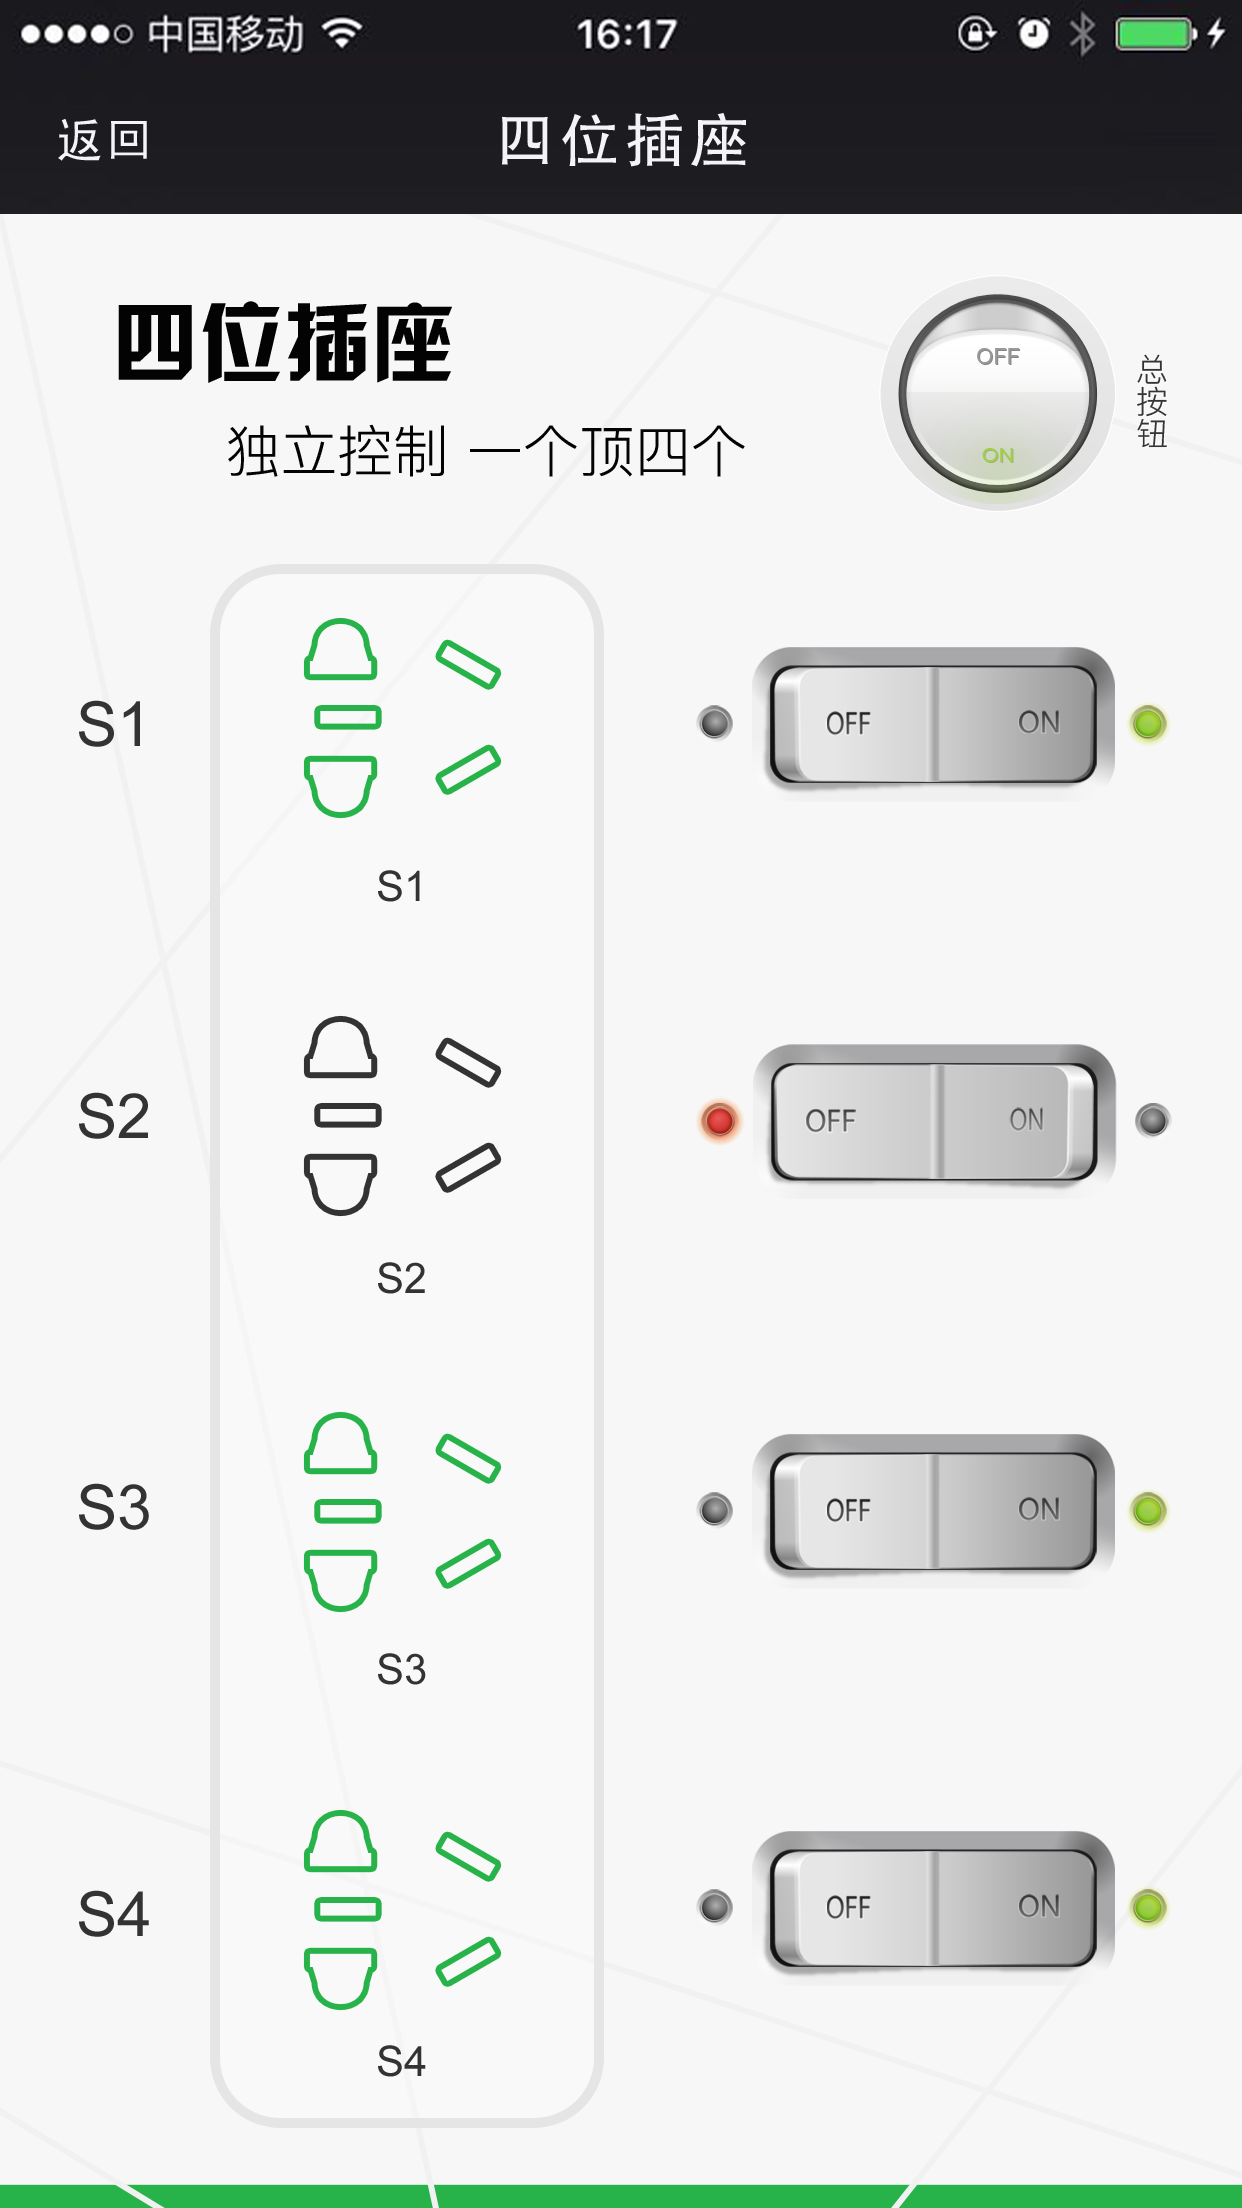 中国移动 16:17
返回 四位插座
四位插座
独立控制 一个顶四个
OFF
ON
总按钮
S1 OFF ON
S1
S2 OFF ON
S2
S3 OFF ON
S3
S4 OFF ON
S4